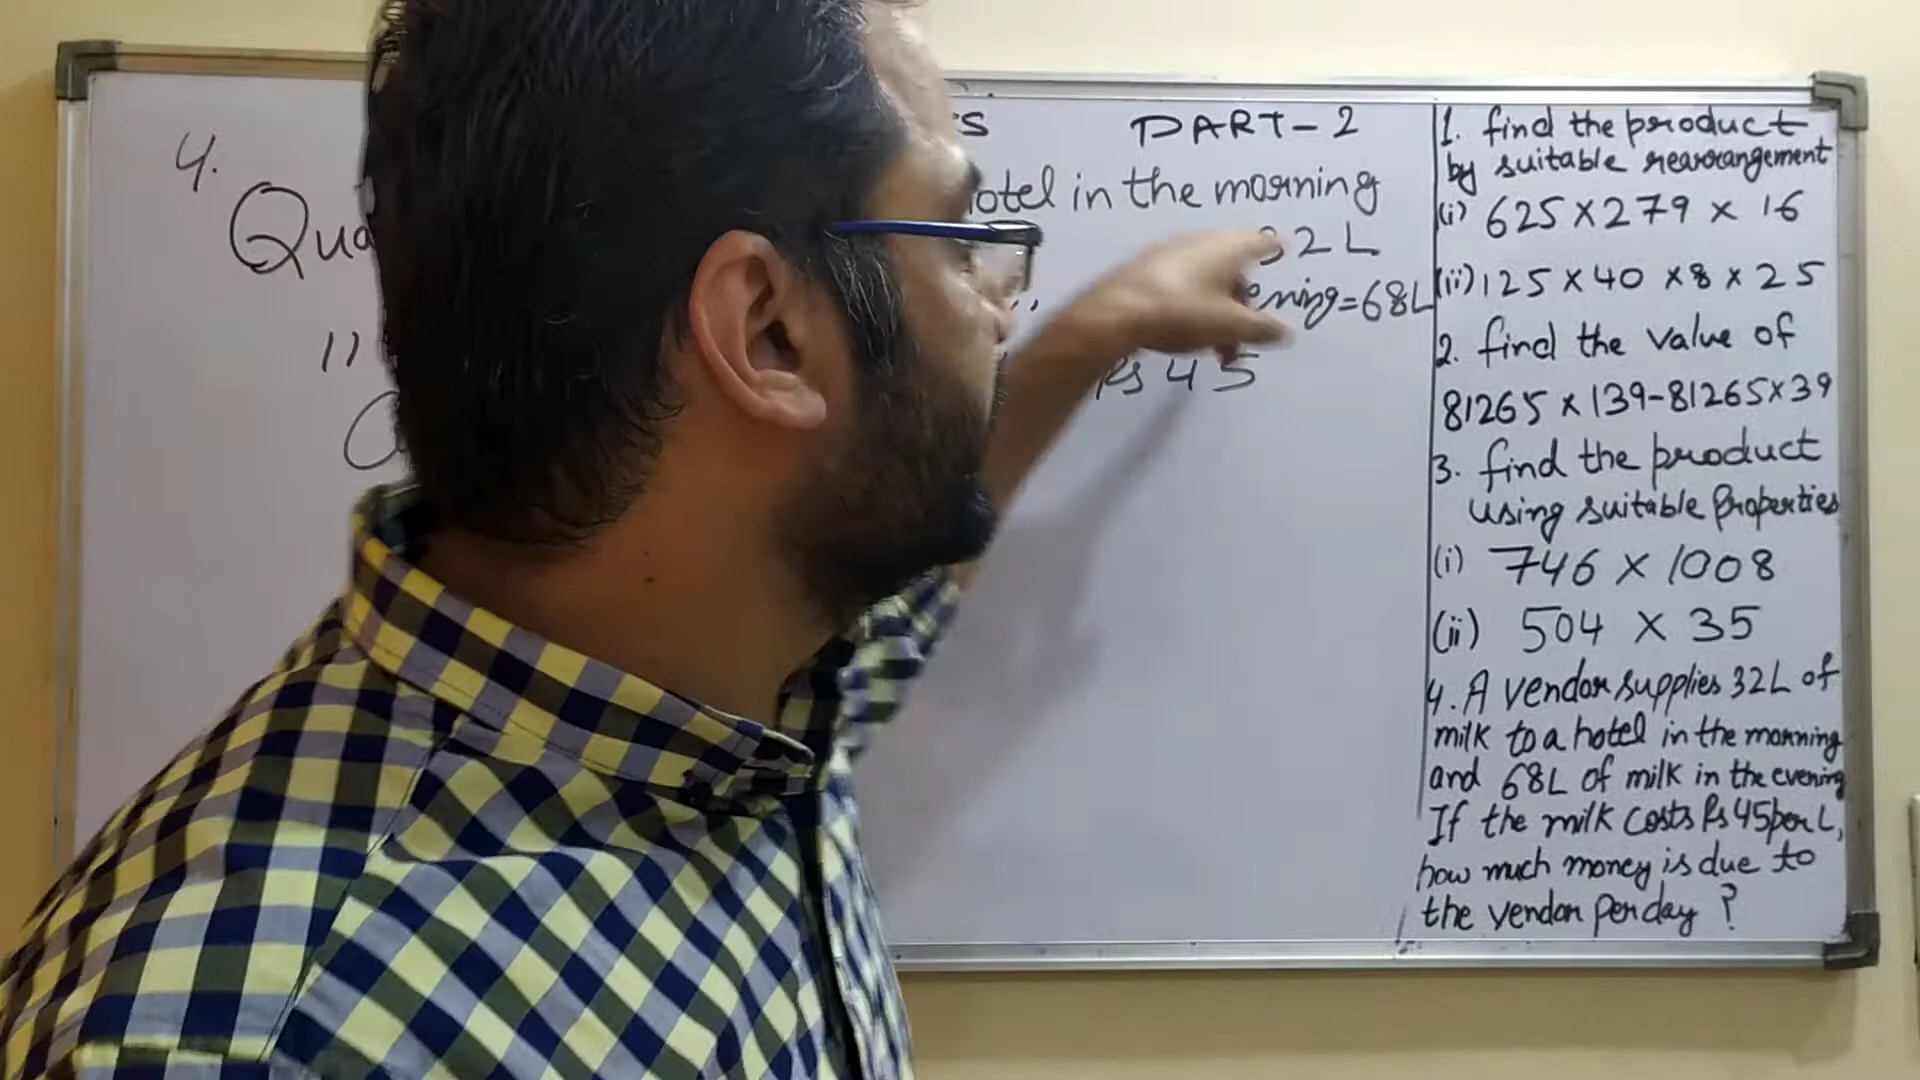 PART-2
4.
in the morning
32L
=68L
Rs 45
1. find the product
by suitable rearrangement
(i) 625 x 279 x 16
(ii) 125 x 40 x 8 x 25
2. find the value of
81265 x 139-81265 x 39
3. find the product
using suitable properties
(i) 746 x 1008
(ii) 504 x 35
4. A vendor supplies 32L of
milk to a hotel in the morning
and 68L of milk in the evening
If the milk costs Rs 45 per L,
how much money is due to
the vendor per day ?